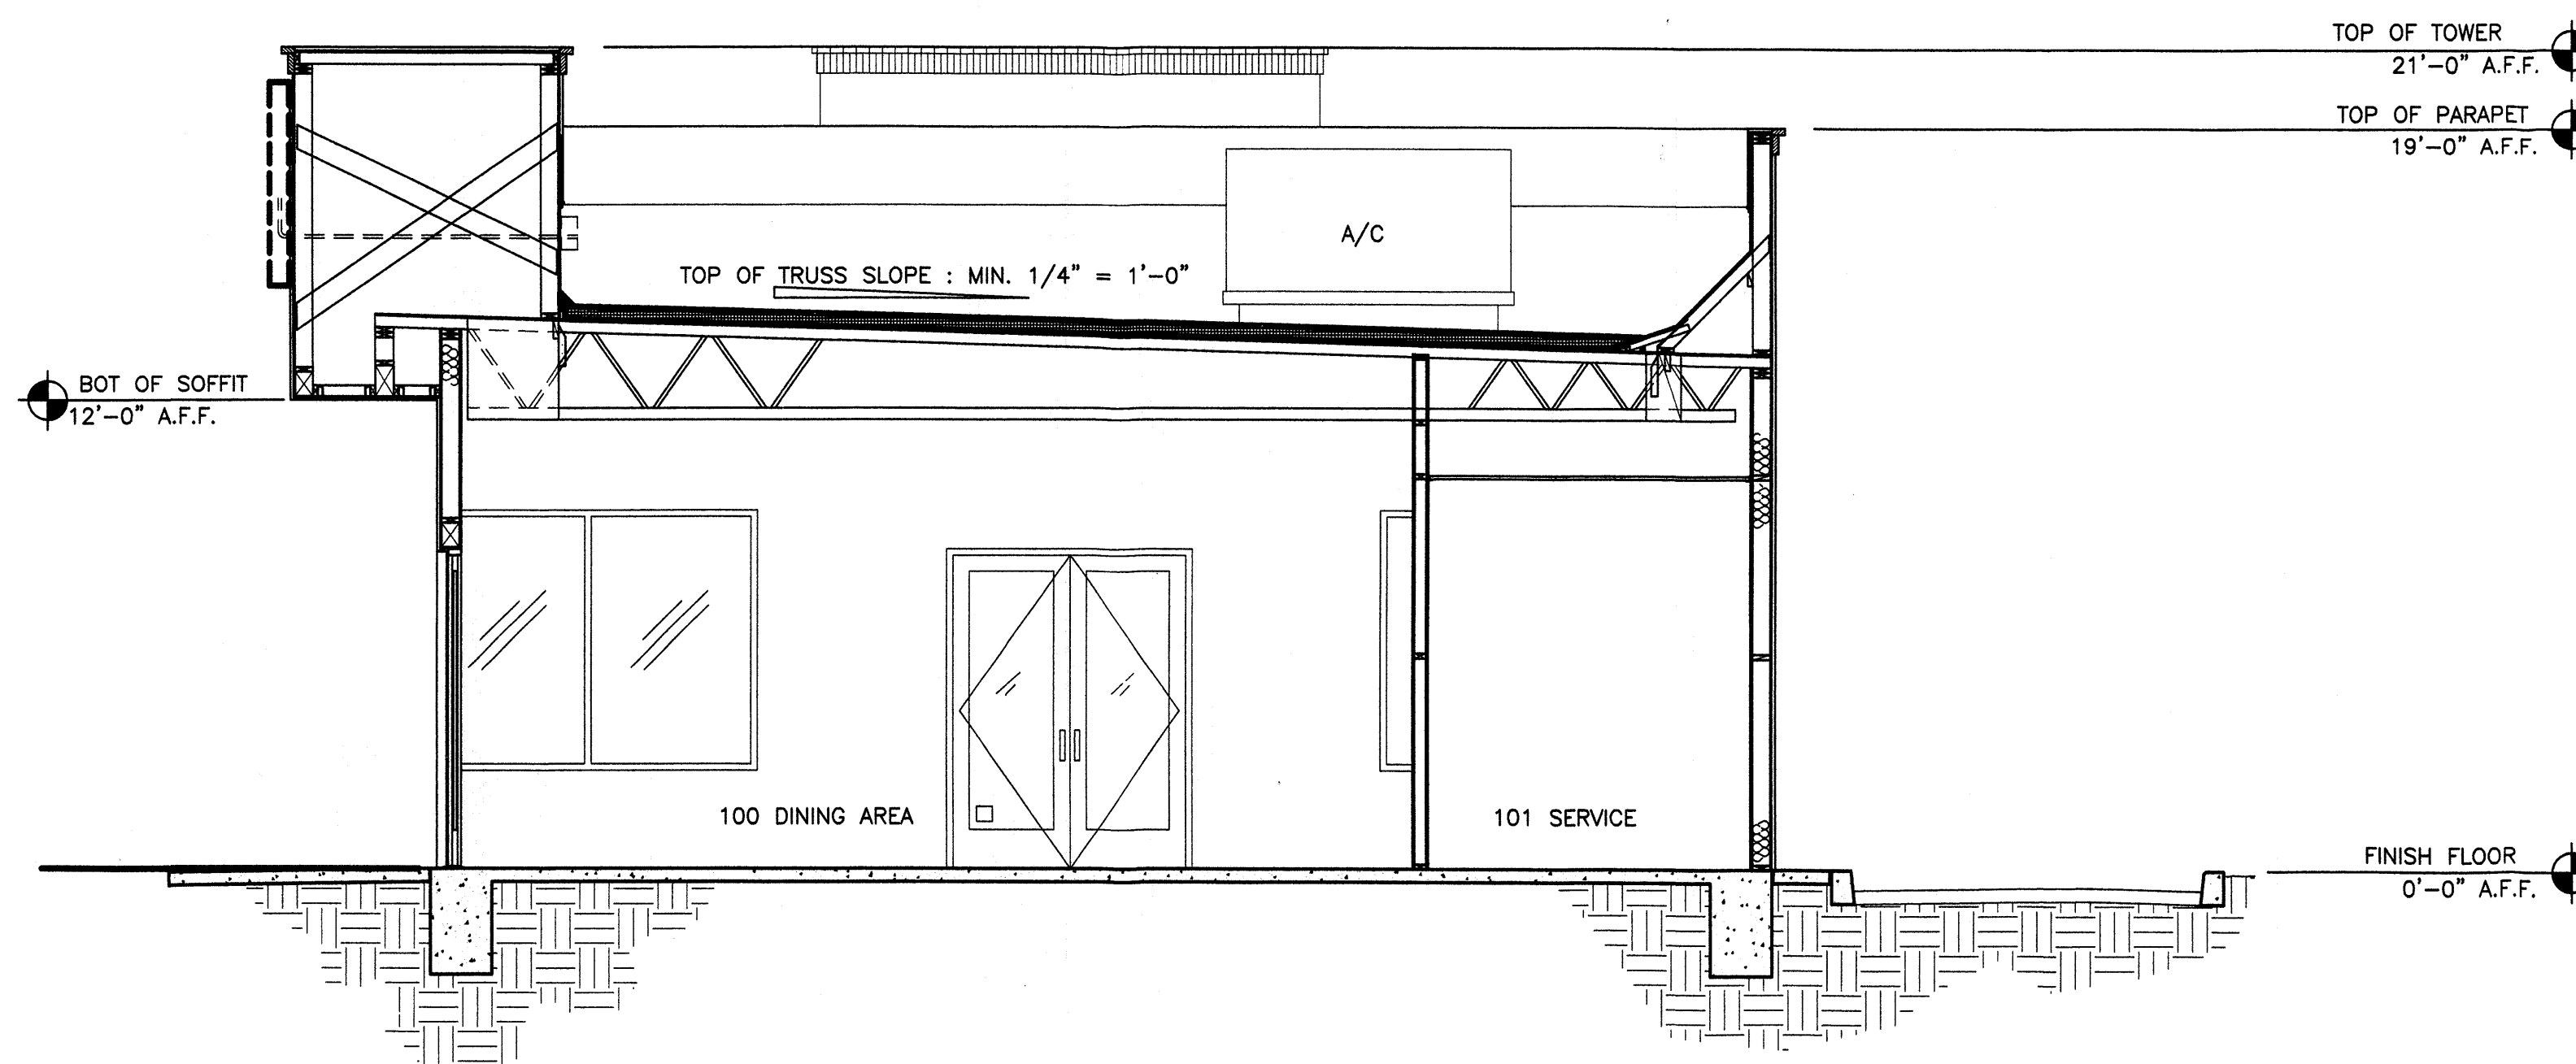 TOP OF TOWER
21'-0" A.F.F.
TOP OF PARAPET
19'-0" A.F.F.
A/C
TOP OF TRUSS SLOPE : MIN. 1/4" = 1'-0"
BOT OF SOFFIT
12'-0" A.F.F.
100 DINING AREA
101 SERVICE
FINISH FLOOR
0'-0" A.F.F.